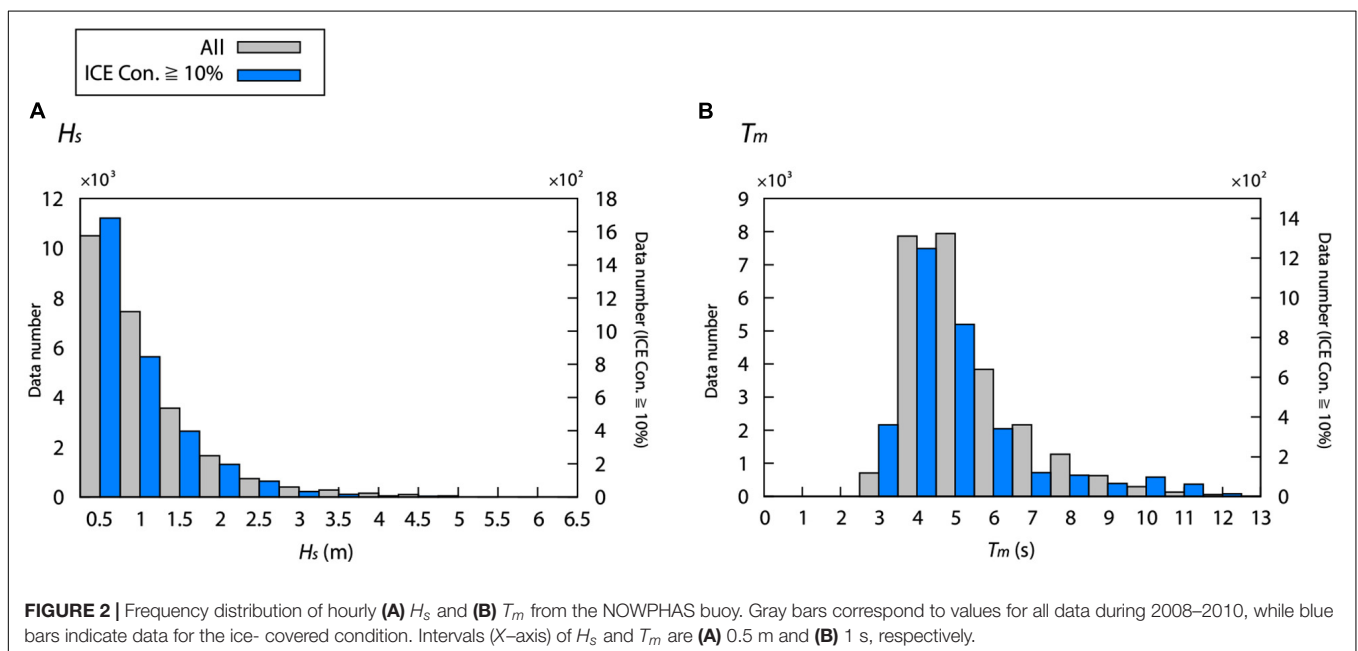 All
ICE Con. ≧ 10%
A
Hs
×10³
×10²
12
10
8
6
4
2
0
Data number
18
16
14
12
10
8
6
4
2
0
Data number (ICE Con. ≧ 10%)
0.5 1 1.5 2 2.5 3 3.5 4 4.5 5 5.5 6 6.5
Hs (m)
B
Tm
×10³
×10²
9
8
7
6
5
4
3
2
1
0
Data number
14
12
10
8
6
4
2
0
Data number (ICE Con. ≧ 10%)
0 1 2 3 4 5 6 7 8 9 10 11 12 13
Tm (s)
FIGURE 2 | Frequency distribution of hourly (A) Hs and (B) Tm from the NOWPHAS buoy. Gray bars correspond to values for all data during 2008–2010, while blue
bars indicate data for the ice- covered condition. Intervals (X–axis) of Hs and Tm are (A) 0.5 m and (B) 1 s, respectively.